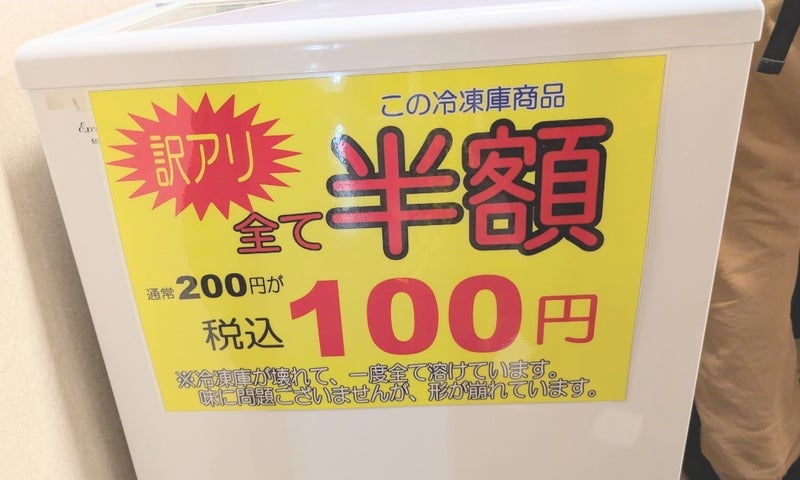 この冷凍庫商品
訳アリ
全て半額
通常200円が
税込100円
※冷凍庫が壊れて、一度全て溶けています。
味に問題ございませんが、形が崩れています。